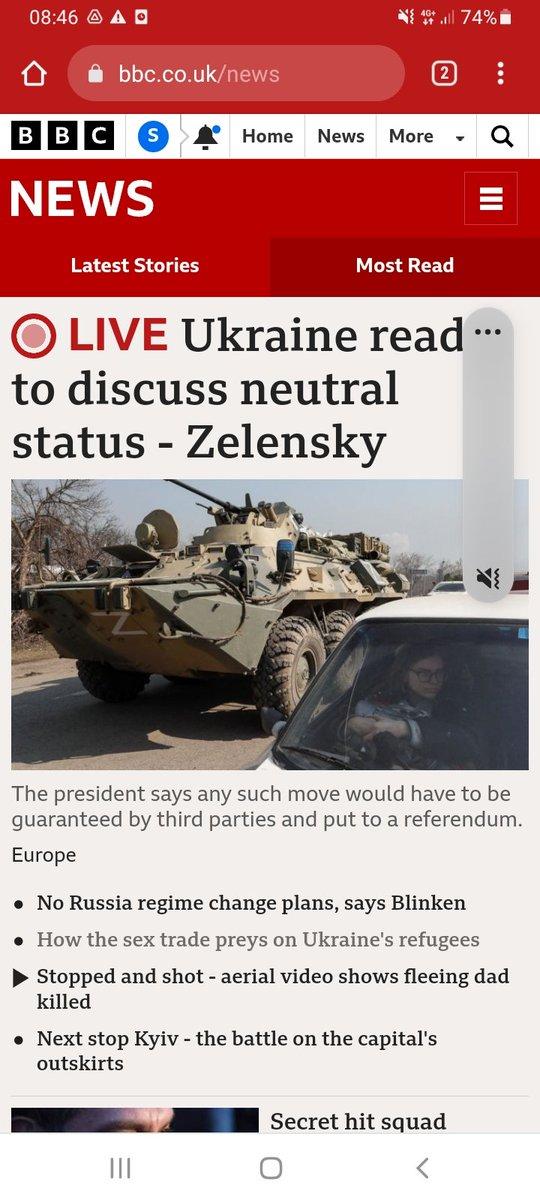 08:46 4G+ 74%
bbc.co.uk/news 2
BBC S Home News More
NEWS
Latest Stories Most Read
LIVE Ukraine read
to discuss neutral
status - Zelensky
Z
The president says any such move would have to be
guaranteed by third parties and put to a referendum.
Europe
No Russia regime change plans, says Blinken
How the sex trade preys on Ukraine's refugees
Stopped and shot - aerial video shows fleeing dad
killed
Next stop Kyiv - the battle on the capital's
outskirts
Secret hit squad